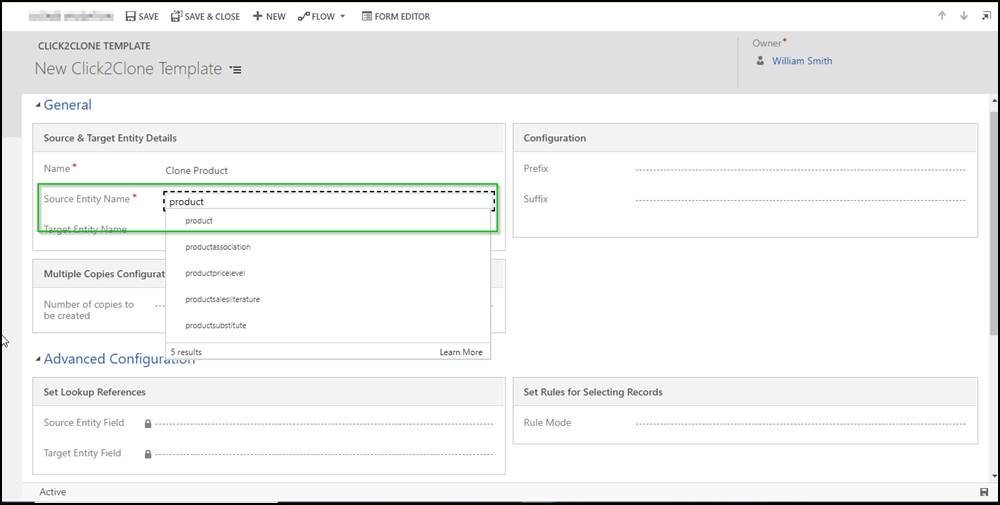 SAVE SAVE & CLOSE NEW FLOW FORM EDITOR
CLICK2CLONE TEMPLATE
New Click2Clone Template
Owner*
William Smith
General
Source & Target Entity Details
Name *
Clone Product
Source Entity Name *
product
Target Entity Name
product
productassociation
productpricelevel
productsalesliterature
productsubstitute
5 results Learn More
Configuration
Prefix
Suffix
Multiple Copies Configurat
Number of copies to
be created
Advanced Configuration
Set Lookup References
Source Entity Field
Target Entity Field
Set Rules for Selecting Records
Rule Mode
Active